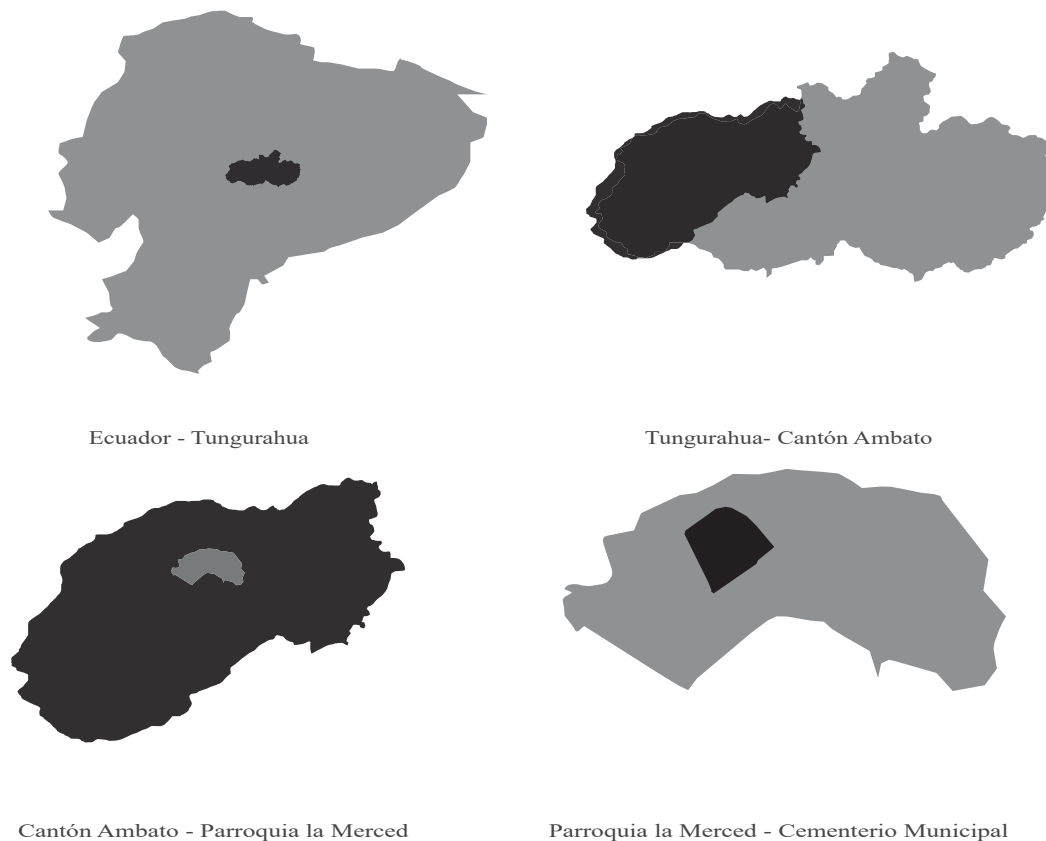 Ecuador - Tungurahua
Tungurahua- Cantón Ambato
Cantón Ambato - Parroquia la Merced
Parroquia la Merced - Cementerio Municipal